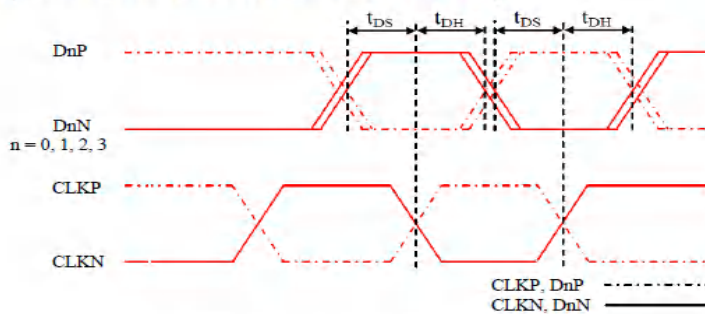 tDS tDH tDS tDH
DnP
DnN
n = 0, 1, 2, 3
CLKP
CLKN
CLKP, DnP
CLKN, DnN